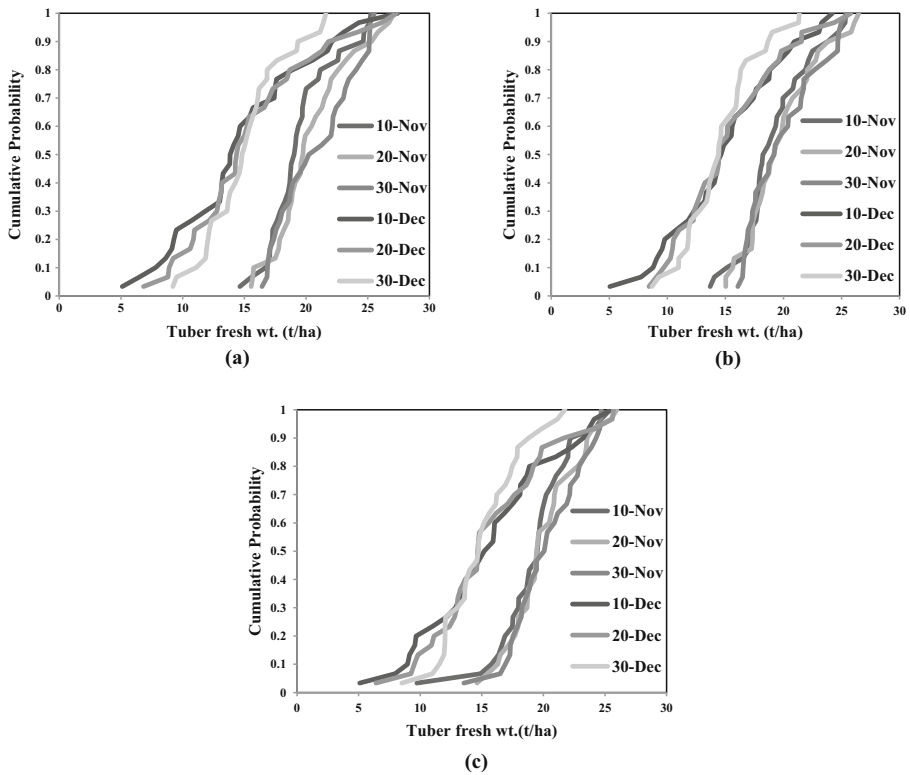 1
0.9
0.8
0.7
0.6
0.5
0.4
0.3
0.2
0.1
0
Cumulative Probability
10-Nov
20-Nov
30-Nov
10-Dec
20-Dec
30-Dec
0 5 10 15 20 25 30
Tuber fresh wt. (t/ha)
(a)
1
0.9
0.8
0.7
0.6
0.5
0.4
0.3
0.2
0.1
0
Cumulative Probability
10-Nov
20-Nov
30-Nov
10-Dec
20-Dec
30-Dec
0 5 10 15 20 25 30
Tuber fresh wt. (t/ha)
(b)
1
0.9
0.8
0.7
0.6
0.5
0.4
0.3
0.2
0.1
0
Cumulative Probability
10-Nov
20-Nov
30-Nov
10-Dec
20-Dec
30-Dec
0 5 10 15 20 25 30
Tuber fresh wt.(t/ha)
(c)